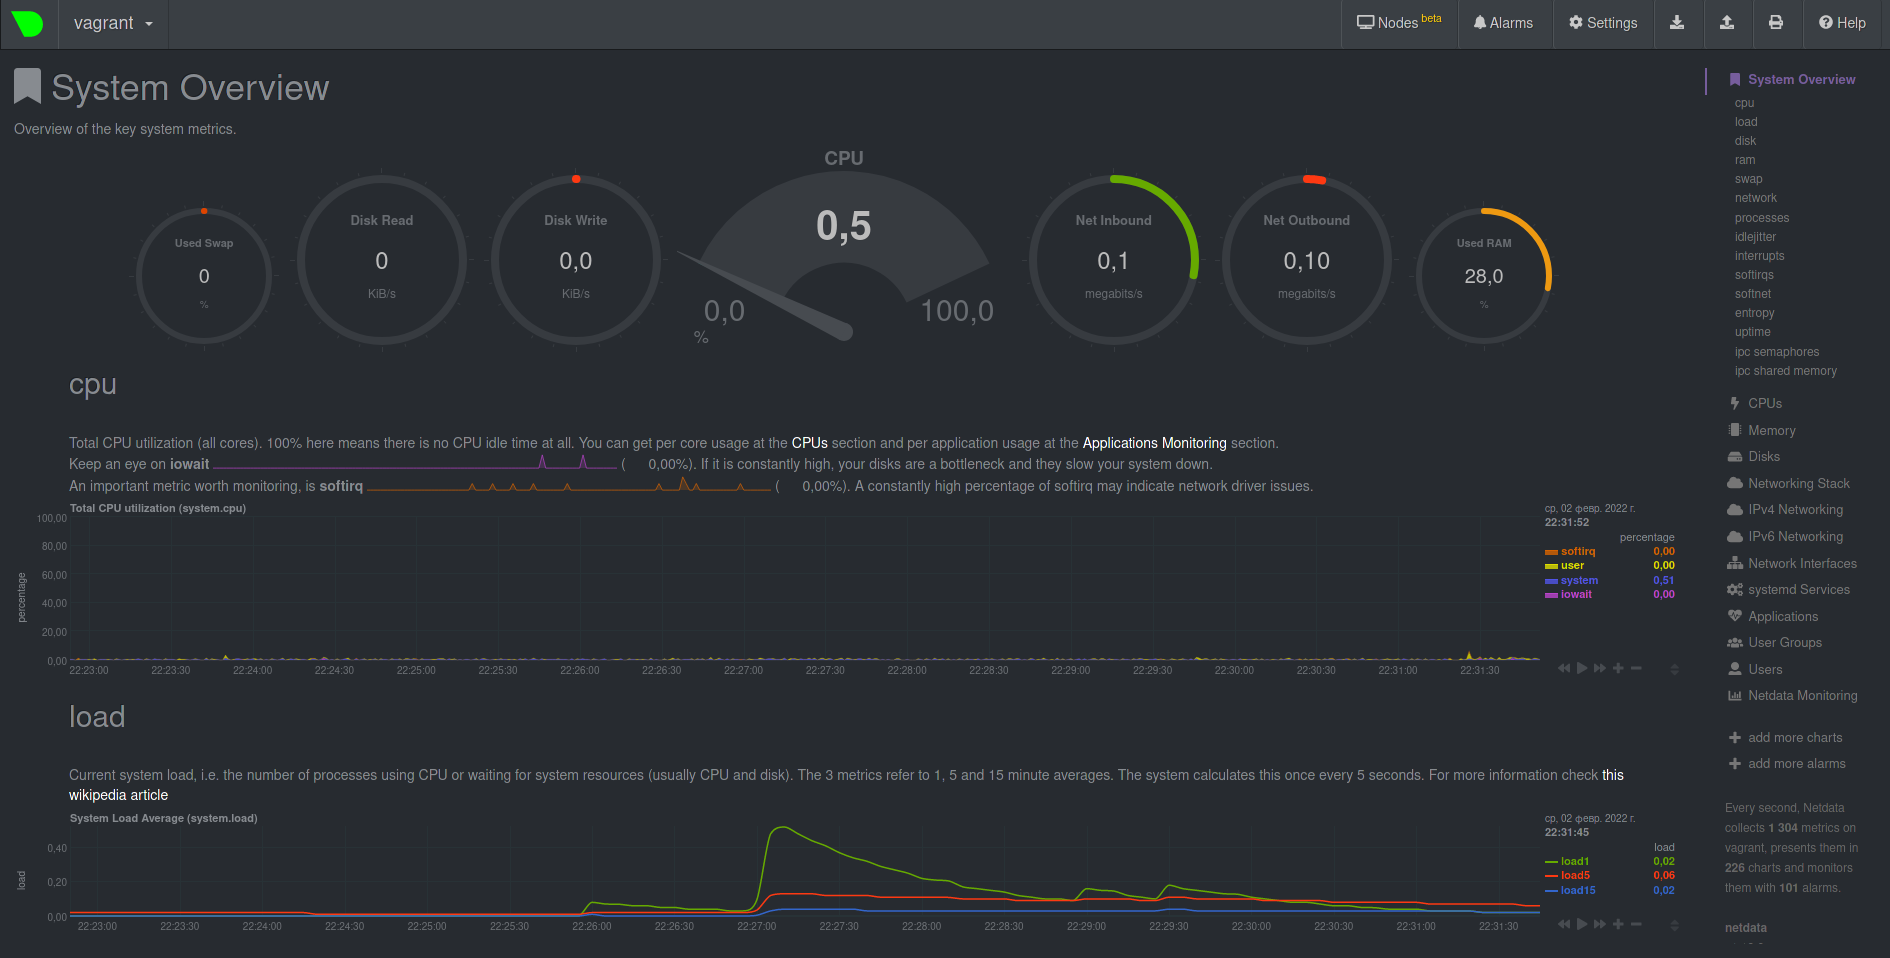 vagrant
Nodes beta
Alarms
Settings
Help
System Overview
Overview of the key system metrics.
Used Swap
0
%
Disk Read
0
KiB/s
Disk Write
0,0
KiB/s
CPU
0,5
0,0
100,0
%
Net Inbound
0,1
megabits/s
Net Outbound
0,10
megabits/s
Used RAM
28,0
%
cpu
Total CPU utilization (all cores). 100% here means there is no CPU idle time at all. You can get per core usage at the CPUs section and per application usage at the Applications Monitoring section.
Keep an eye on iowait ( 0,00%). If it is constantly high, your disks are a bottleneck and they slow your system down.
An important metric worth monitoring, is softirq ( 0,00%). A constantly high percentage of softirq may indicate network driver issues.
Total CPU utilization (system.cpu)
percentage
100,00
80,00
60,00
40,00
20,00
0,00
22:23:00 22:23:30 22:24:00 22:24:30 22:25:00 22:25:30 22:26:00 22:26:30 22:27:00 22:27:30 22:28:00 22:28:30 22:29:00 22:29:30 22:30:00 22:30:30 22:31:00 22:31:30
ср, 02 февр. 2022 г.
22:31:52
percentage
softirq 0,00
user 0,00
system 0,51
iowait 0,00
load
Current system load, i.e. the number of processes using CPU or waiting for system resources (usually CPU and disk). The 3 metrics refer to 1, 5 and 15 minute averages. The system calculates this once every 5 seconds. For more information check this
wikipedia article
System Load Average (system.load)
load
0,40
0,20
0,00
22:23:00 22:23:30 22:24:00 22:24:30 22:25:00 22:25:30 22:26:00 22:26:30 22:27:00 22:27:30 22:28:00 22:28:30 22:29:00 22:29:30 22:30:00 22:30:30 22:31:00 22:31:30
ср, 02 февр. 2022 г.
22:31:45
load
load1 0,02
load5 0,06
load15 0,02
System Overview
cpu
load
disk
ram
swap
network
processes
idlejitter
interrupts
softirqs
softnet
entropy
uptime
ipc semaphores
ipc shared memory
CPUs
Memory
Disks
Networking Stack
IPv4 Networking
IPv6 Networking
Network Interfaces
systemd Services
Applications
User Groups
Users
Netdata Monitoring
add more charts
add more alarms
Every second, Netdata
collects 1 304 metrics on
vagrant, presents them in
226 charts and monitors
them with 101 alarms.
netdata